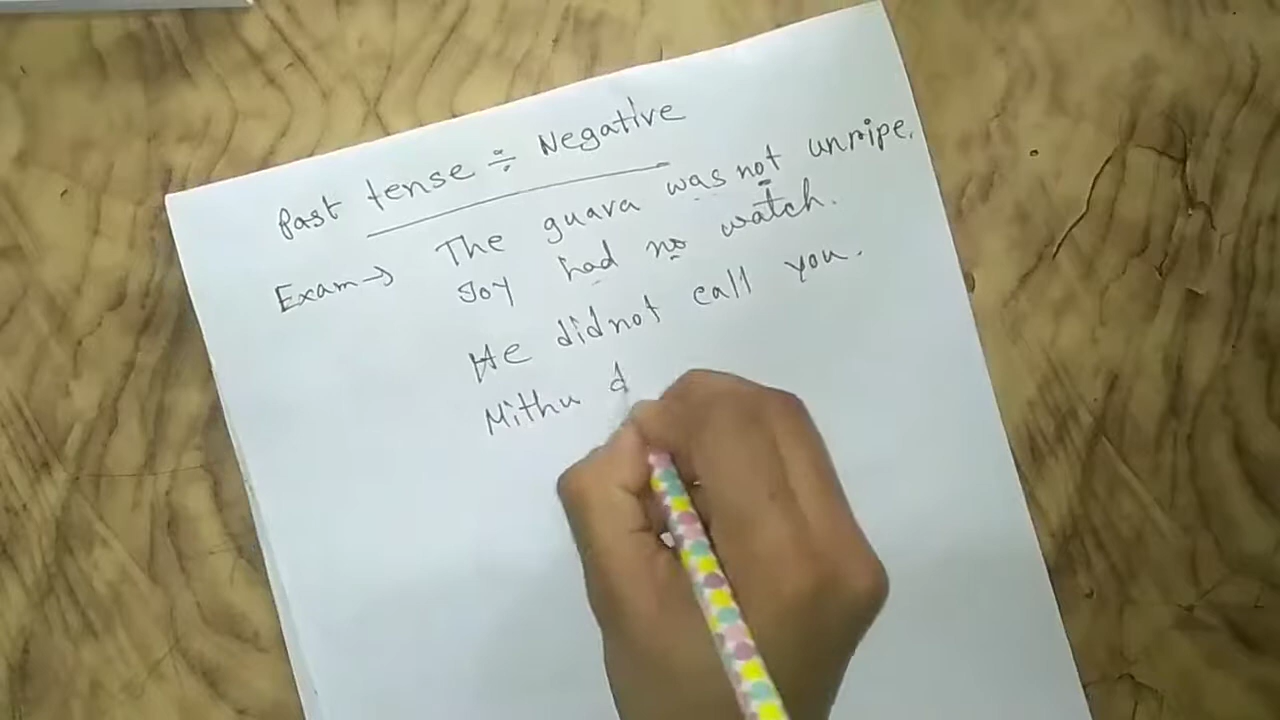 Past tense ÷ Negative
Exam→ The guava was not unripe.
Joy had no watch.
He didnot call you.
Mithu d